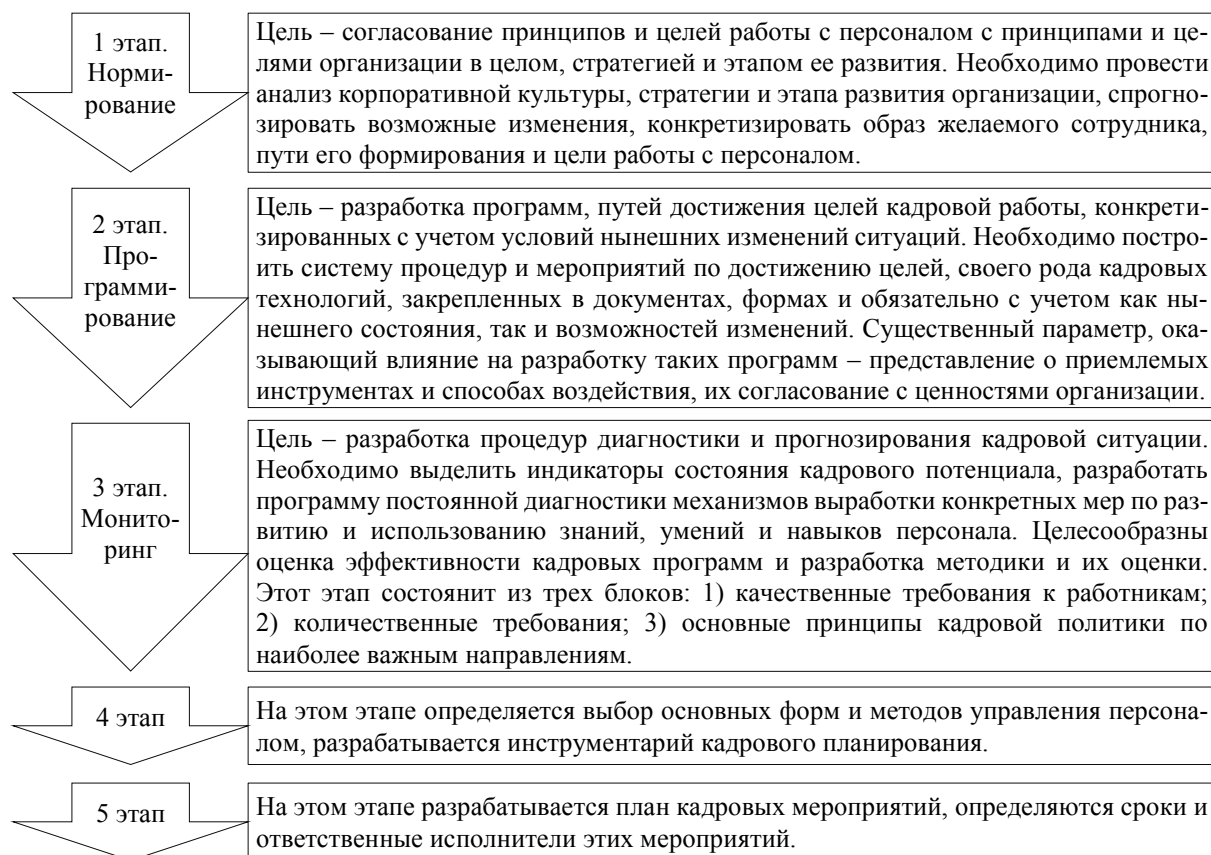 1 этап.
Норми-
рование
Цель – согласование принципов и целей работы с персоналом с принципами и це-
лями организации в целом, стратегией и этапом ее развития. Необходимо провести
анализ корпоративной культуры, стратегии и этапа развития организации, спрогно-
зировать возможные изменения, конкретизировать образ желаемого сотрудника,
пути его формирования и цели работы с персоналом.
2 этап.
Про-
грамми-
рование
Цель – разработка программ, путей достижения целей кадровой работы, конкрети-
зированных с учетом условий нынешних изменений ситуаций. Необходимо постро-
ить систему процедур и мероприятий по достижению целей, своего рода кадровых
технологий, закрепленных в документах, формах и обязательно с учетом как ны-
нешнего состояния, так и возможностей изменений. Существенный параметр, ока-
зывающий влияние на разработку таких программ – представление о приемлемых
инструментах и способах воздействия, их согласование с ценностями организации.
3 этап.
Монито-
ринг
Цель – разработка процедур диагностики и прогнозирования кадровой ситуации.
Необходимо выделить индикаторы состояния кадрового потенциала, разработать
программу постоянной диагностики механизмов выработки конкретных мер по раз-
витию и использованию знаний, умений и навыков персонала. Целесообразны
оценка эффективности кадровых программ и разработка методики и их оценки.
Этот этап состоянит из трех блоков: 1) качественные требования к работникам;
2) количественные требования; 3) основные принципы кадровой политики по
наиболее важным направлениям.
4 этап
На этом этапе определяется выбор основных форм и методов управления персона-
лом, разрабатывается инструментарий кадрового планирования.
5 этап
На этом этапе разрабатывается план кадровых мероприятий, определяются сроки и
ответственные исполнители этих мероприятий.